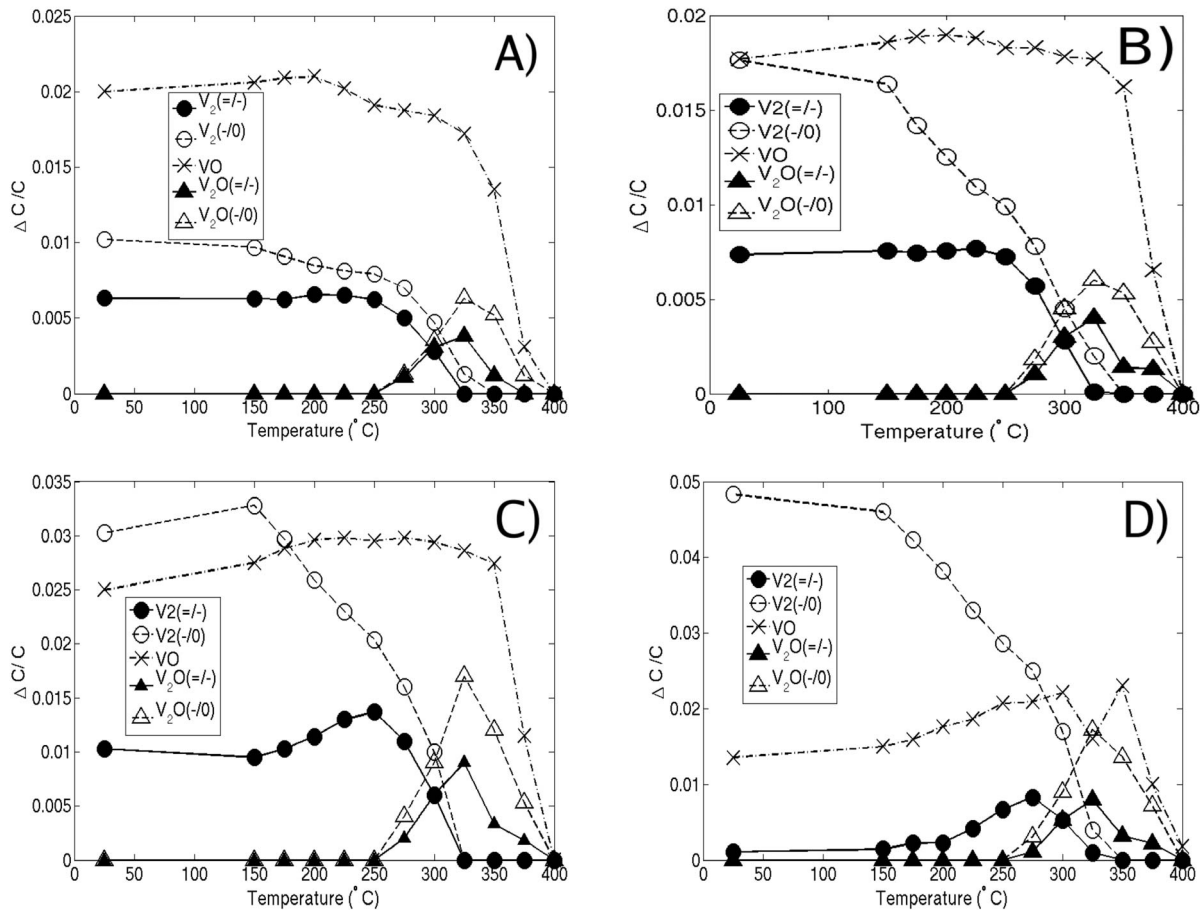 A)
0.025
0.02
0.015
0.01
0.005
0
Δ C /C
V₂(=/-)
V₂(-/0)
VO
V₂O(=/-)
V₂O(-/0)
0 50 100 150 200 250 300 350 400
Temperature (° C)
B)
0.02
0.015
0.01
0.005
0
Δ C /C
V2(=/-)
V2(-/0)
VO
V₂O(=/-)
V₂O(-/0)
0 100 200 300 400
Temperature (° C)
C)
0.035
0.03
0.025
0.02
0.015
0.01
0.005
0
Δ C/ C
V2(=/-)
V2(-/0)
VO
V₂O(=/-)
V₂O(-/0)
0 50 100 150 200 250 300 350 400
Temperature (° C)
D)
0.05
0.04
0.03
0.02
0.01
0
Δ C /C
V2(=/-)
V2(-/0)
VO
V₂O(=/-)
V₂O(-/0)
0 50 100 150 200 250 300 350 400
Temperature (° C)